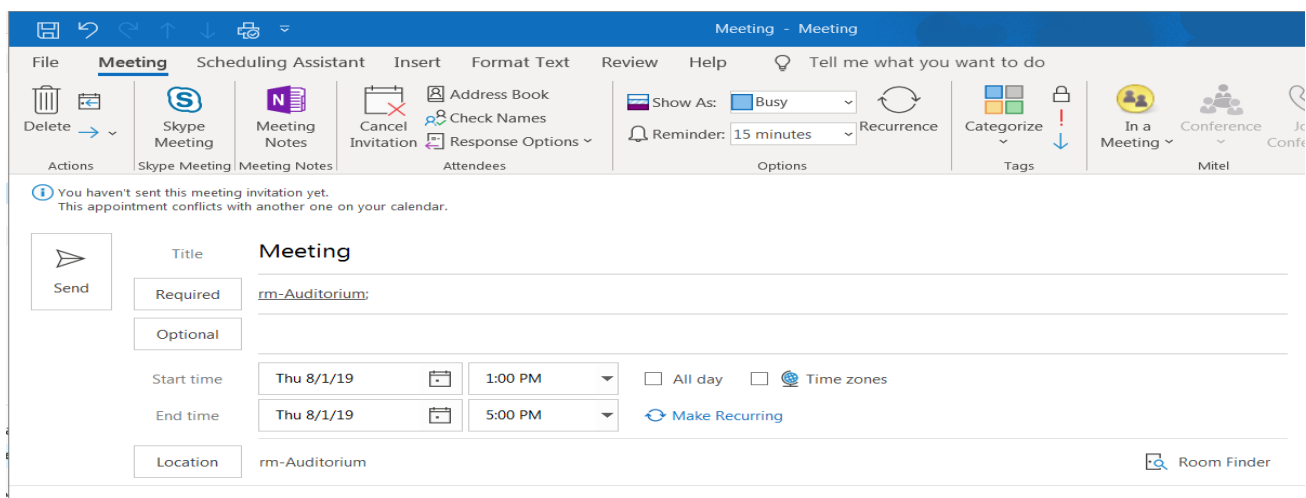 Meeting - Meeting
File Meeting Scheduling Assistant Insert Format Text Review Help Tell me what you want to do
Delete
Skype Meeting
N
Meeting Notes
Cancel Invitation
Address Book
Check Names
Response Options
Show As: Busy
Reminder: 15 minutes
Recurrence
Categorize
In a Meeting
Conference
Actions Skype Meeting Meeting Notes Attendees Options Tags Mitel
You haven't sent this meeting invitation yet.
This appointment conflicts with another one on your calendar.
Send
Title Meeting
Required rm-Auditorium;
Optional
Start time Thu 8/1/19 1:00 PM All day Time zones
End time Thu 8/1/19 5:00 PM Make Recurring
Location rm-Auditorium Room Finder